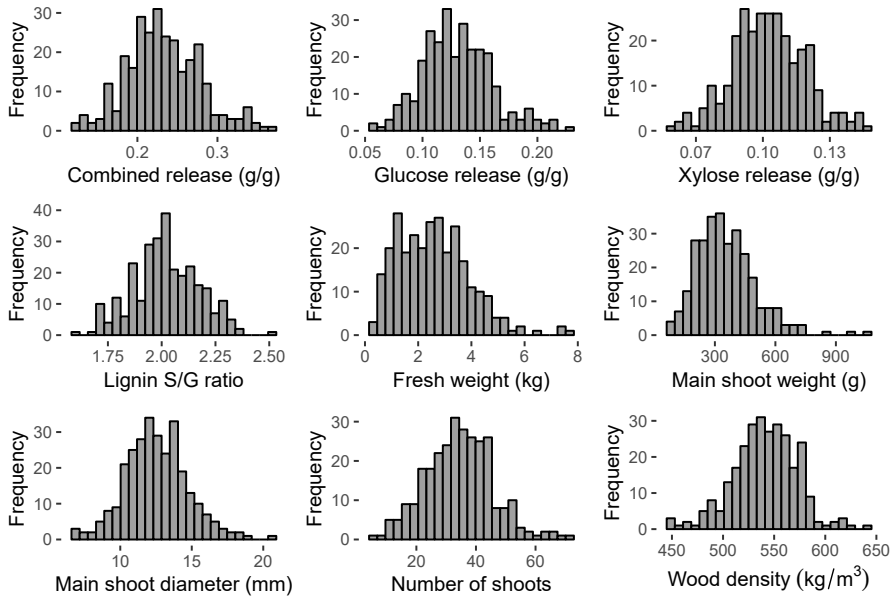 Frequency
30
20
10
0
0.2 0.3
Combined release (g/g)
Frequency
30
20
10
0
0.05 0.10 0.15 0.20
Glucose release (g/g)
Frequency
20
10
0
0.07 0.10 0.13
Xylose release (g/g)
Frequency
40
30
20
10
0
1.75 2.00 2.25 2.50
Lignin S/G ratio
Frequency
20
10
0
0 2 4 6 8
Fresh weight (kg)
Frequency
30
20
10
0
300 600 900
Main shoot weight (g)
Frequency
30
20
10
0
10 15 20
Main shoot diameter (mm)
Frequency
30
20
10
0
20 40 60
Number of shoots
Frequency
30
20
10
0
450 500 550 600 650
Wood density (kg/m³)